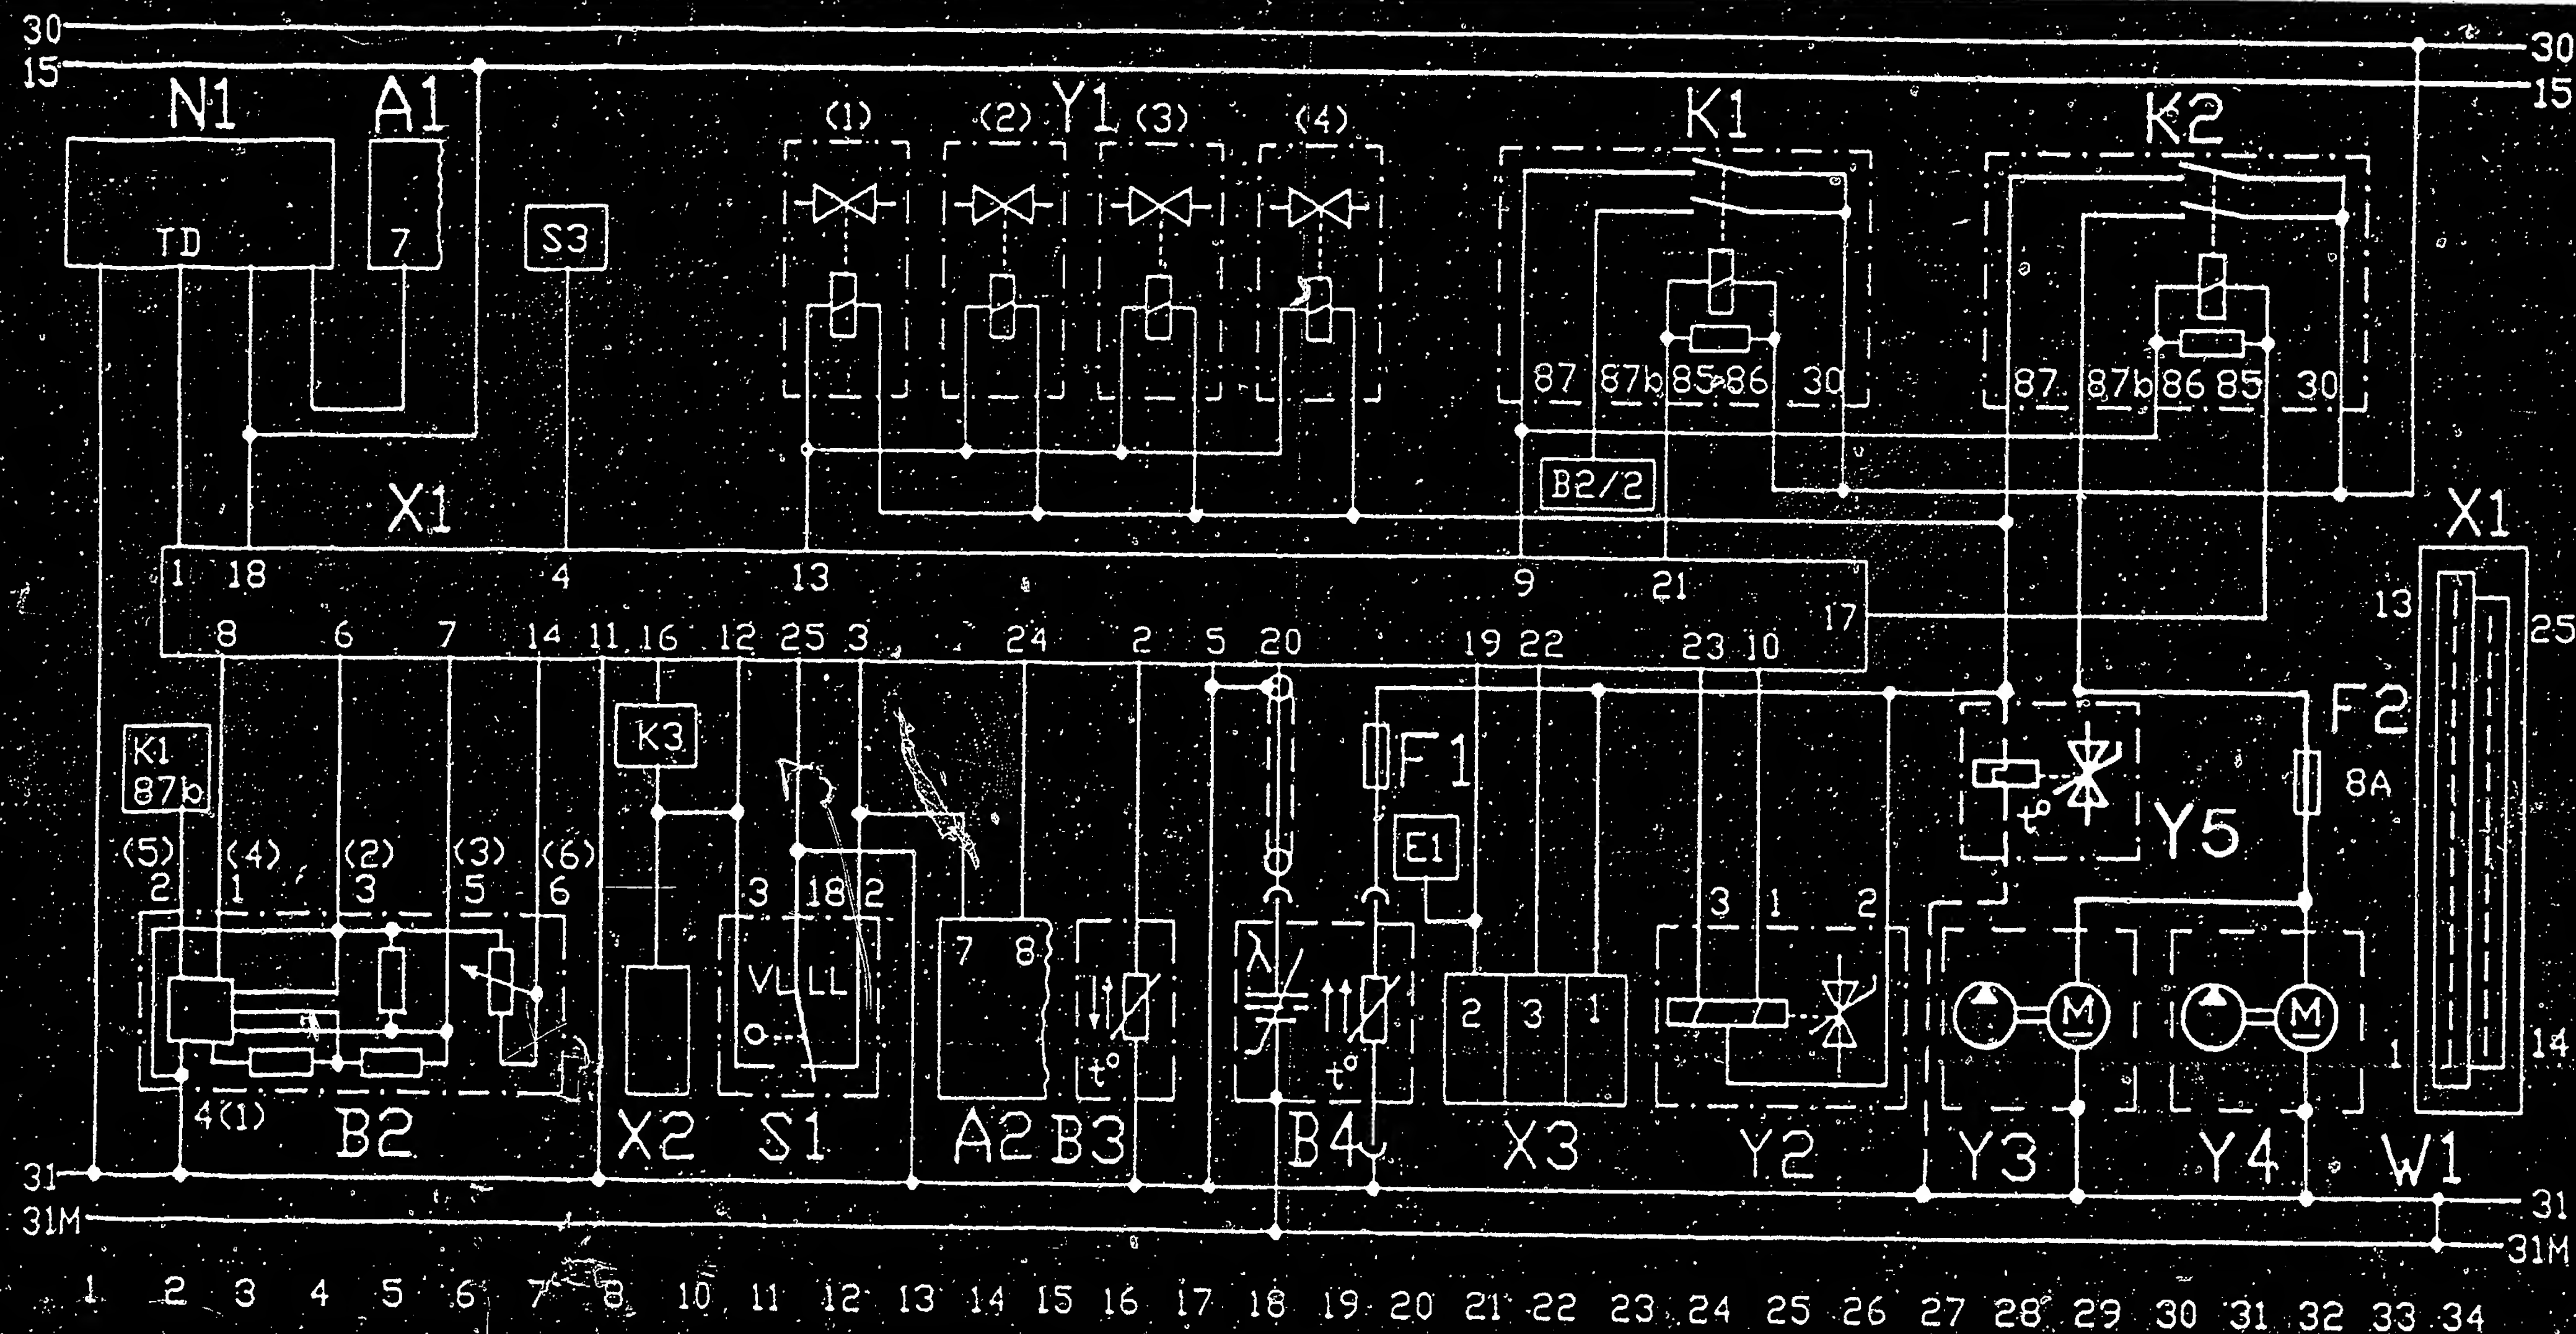 30 30
15 15
N1 A1 Y1 K1 K2
(1) (2) (3) (4)
TD 7 S3
87 87b 85 86 30
87 87b 86 85 30
B2/2
X1 X1
1 18 4 13 9 21
17
13 25
8 6 7 14 11 16 12 25 3 24 2 5 20 19 22 23 10
K1
87b
K3
F1
E1
F2
8A
t° Y5
(5) (4) (2) (3) (6)
2 1 3 5 6
3 18 2
3 1 2
7 8
VL LL
λ
2 3 1
M M
t° t°
1 14
4(1)
B2 X2 S1 A2 B3 B4 X3 Y2 Y3 Y4 W1
31 31
31M 31M
1 2 3 4 5 6 7 8 10 11 12 13 14 15 16 17 18 19 20 21 22 23 24 25 26 27 28 29 30 31 32 33 34